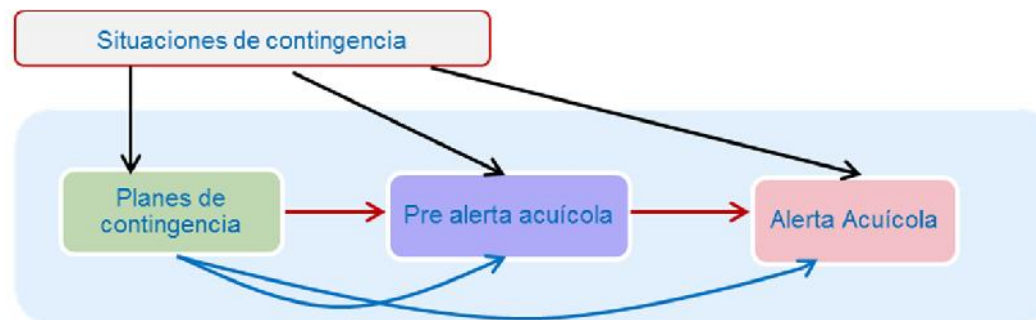 Situaciones de contingencia
Planes de
contingencia
Pre alerta acuícola
Alerta Acuícola